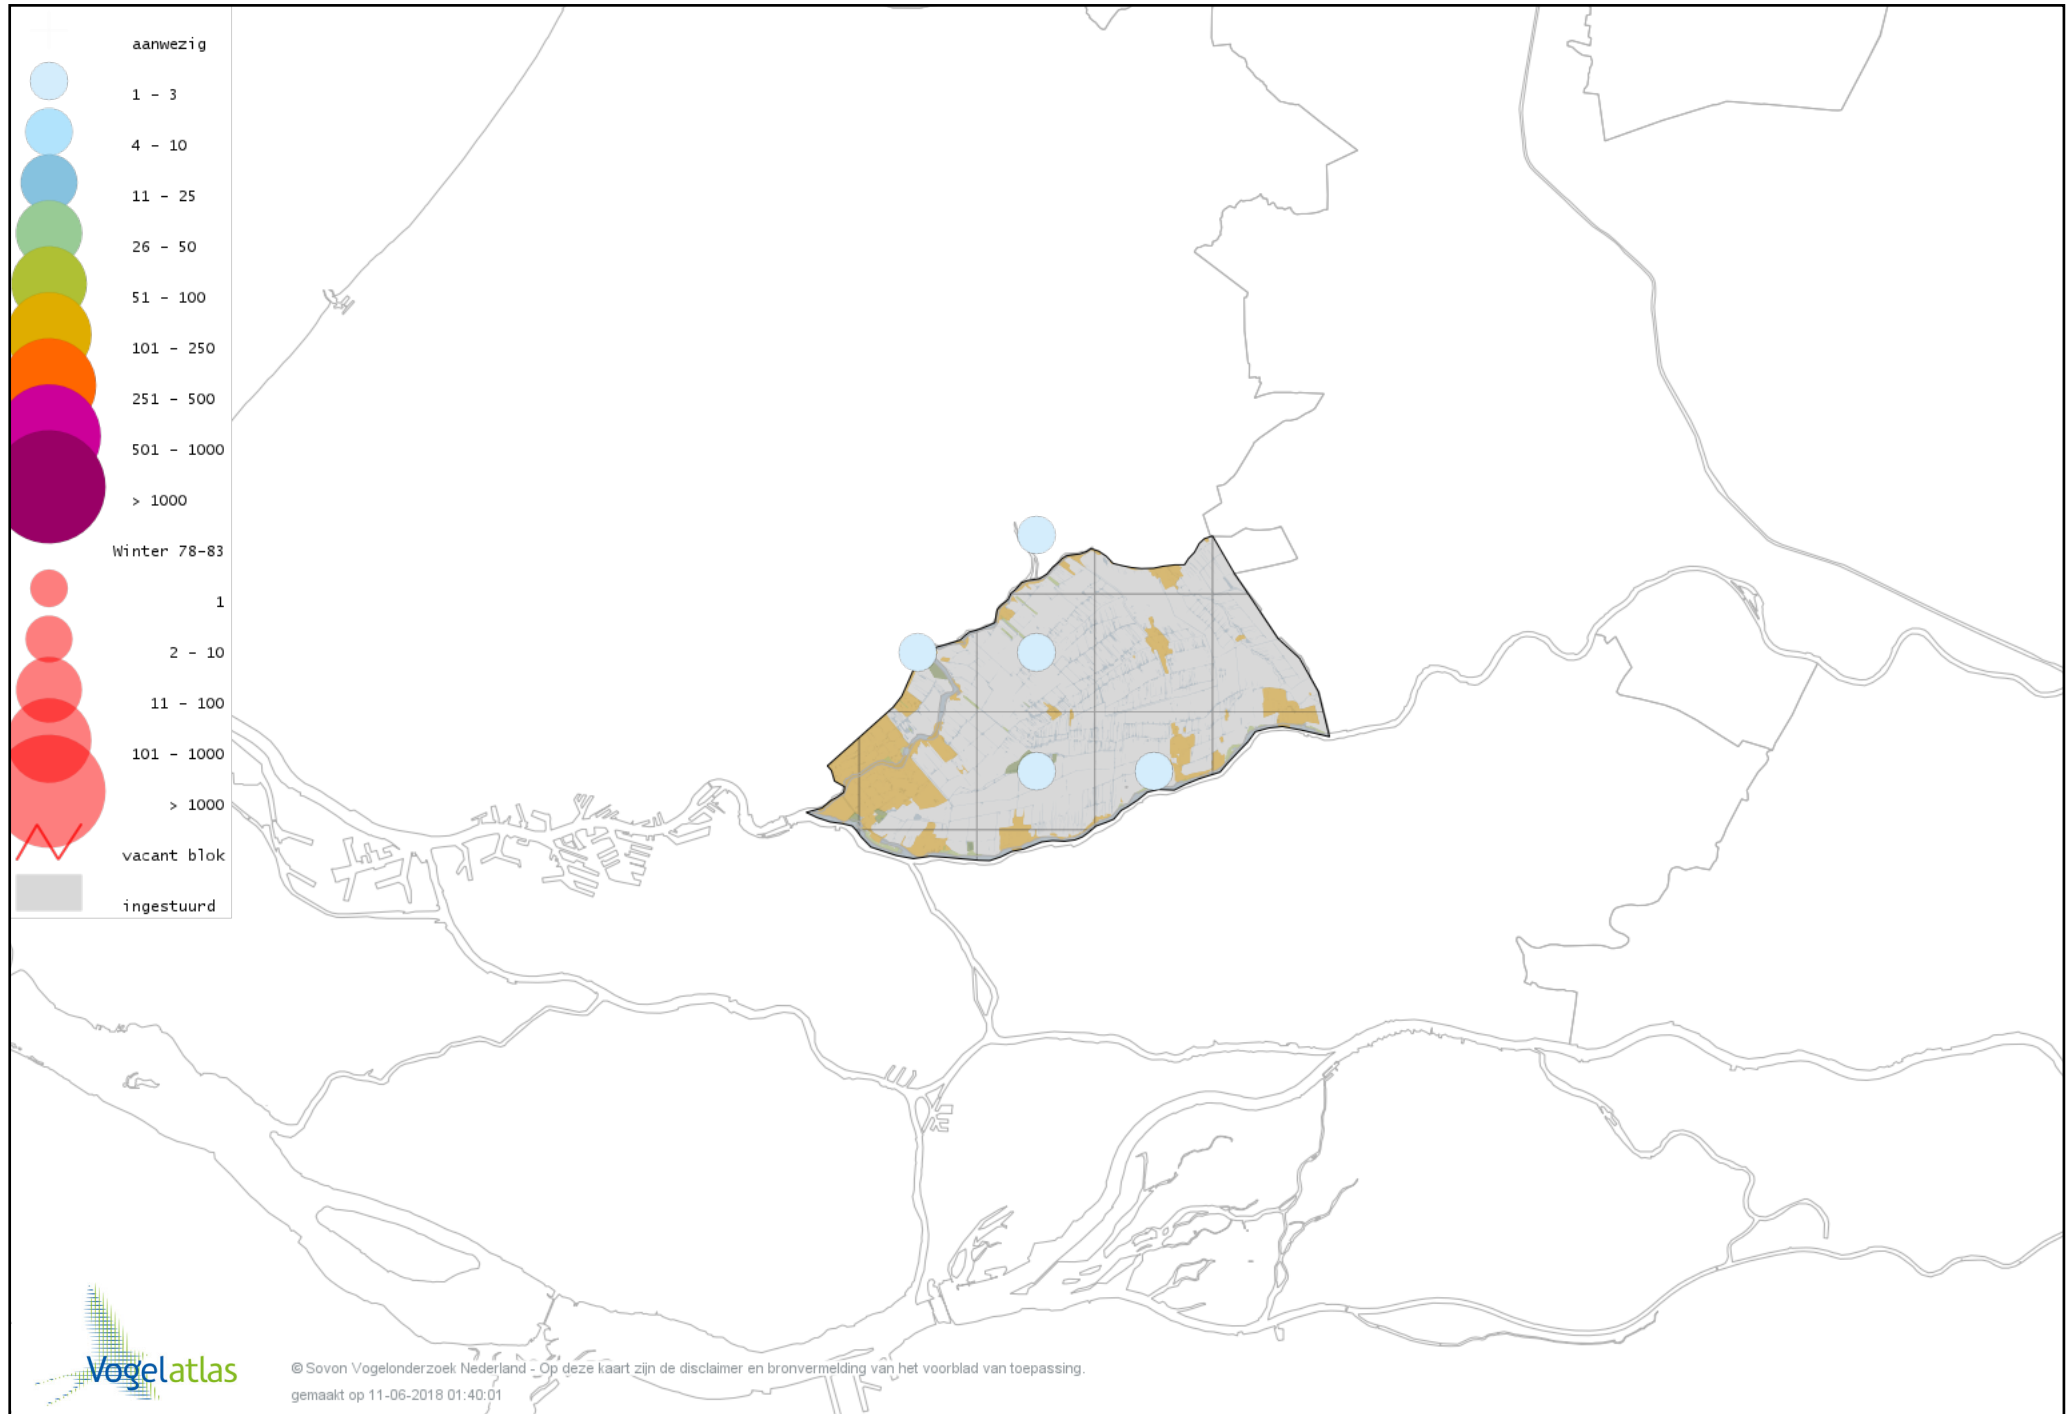 aanwezig
1 - 3
4 - 10
11 - 25
26 - 50
51 - 100
101 - 250
251 - 500
501 - 1000
> 1000
Winter 78-83
1
2 - 10
11 - 100
101 - 1000
> 1000
vacant blok
ingestuurd
Vogelatlas
© Sovon Vogelonderzoek Nederland - Op deze kaart zijn de disclaimer en bronvermelding van het voorblad van toepassing.
gemaakt op 11-06-2018 01:40:01